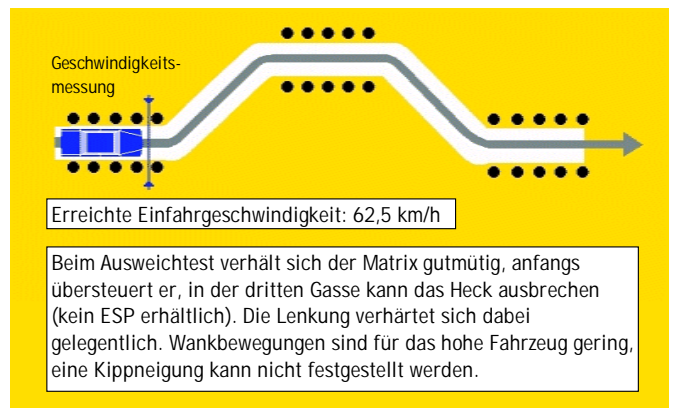 Geschwindigkeits-
messung
Erreichte Einfahrgeschwindigkeit: 62,5 km/h
Beim Ausweichtest verhält sich der Matrix gutmütig, anfangs
übersteuert er, in der dritten Gasse kann das Heck ausbrechen
(kein ESP erhältlich). Die Lenkung verhärtet sich dabei
gelegentlich. Wankbewegungen sind für das hohe Fahrzeug gering,
eine Kippneigung kann nicht festgestellt werden.